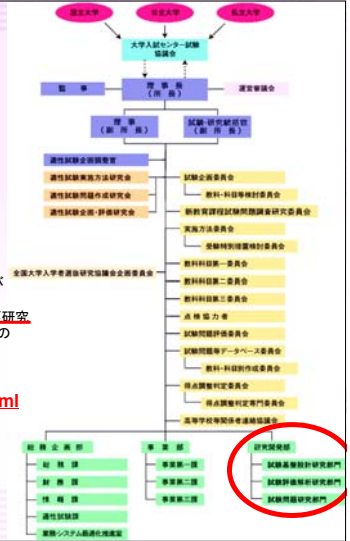 国立大学 公立大学 私立大学
大学入試センター試験
協議会
監事
理事長
(所長)
運営審議会
理事
(副所長)
試験・研究統括官
(副所長)
適性試験企画調査官
適性試験実施方法研究会
適性試験問題作成研究会
適性試験企画・評価研究会
全国大学入学者選抜研究協議会企画委員会
試験企画委員会
教科・科目等検討委員会
新教育課程試験問題調査研究委員会
実施方法委員会
受験特別措置検討委員会
教科科目第一委員会
教科科目第二委員会
教科科目第三委員会
点検協力者
試験問題評価委員会
試験問題等データベース委員会
教科・科目別作成委員会
得点調整判定委員会
得点調整判定専門委員会
高等学校等関係者連絡協議会
が
研究
の
ml
総務企画部
総務課
財務課
情報課
適性試験課
業務・システム最適化推進室
事業部
事業第一課
事業第二課
事業第三課
研究開発部
試験基盤設計研究部門
試験評価解析研究部門
試験問題研究部門